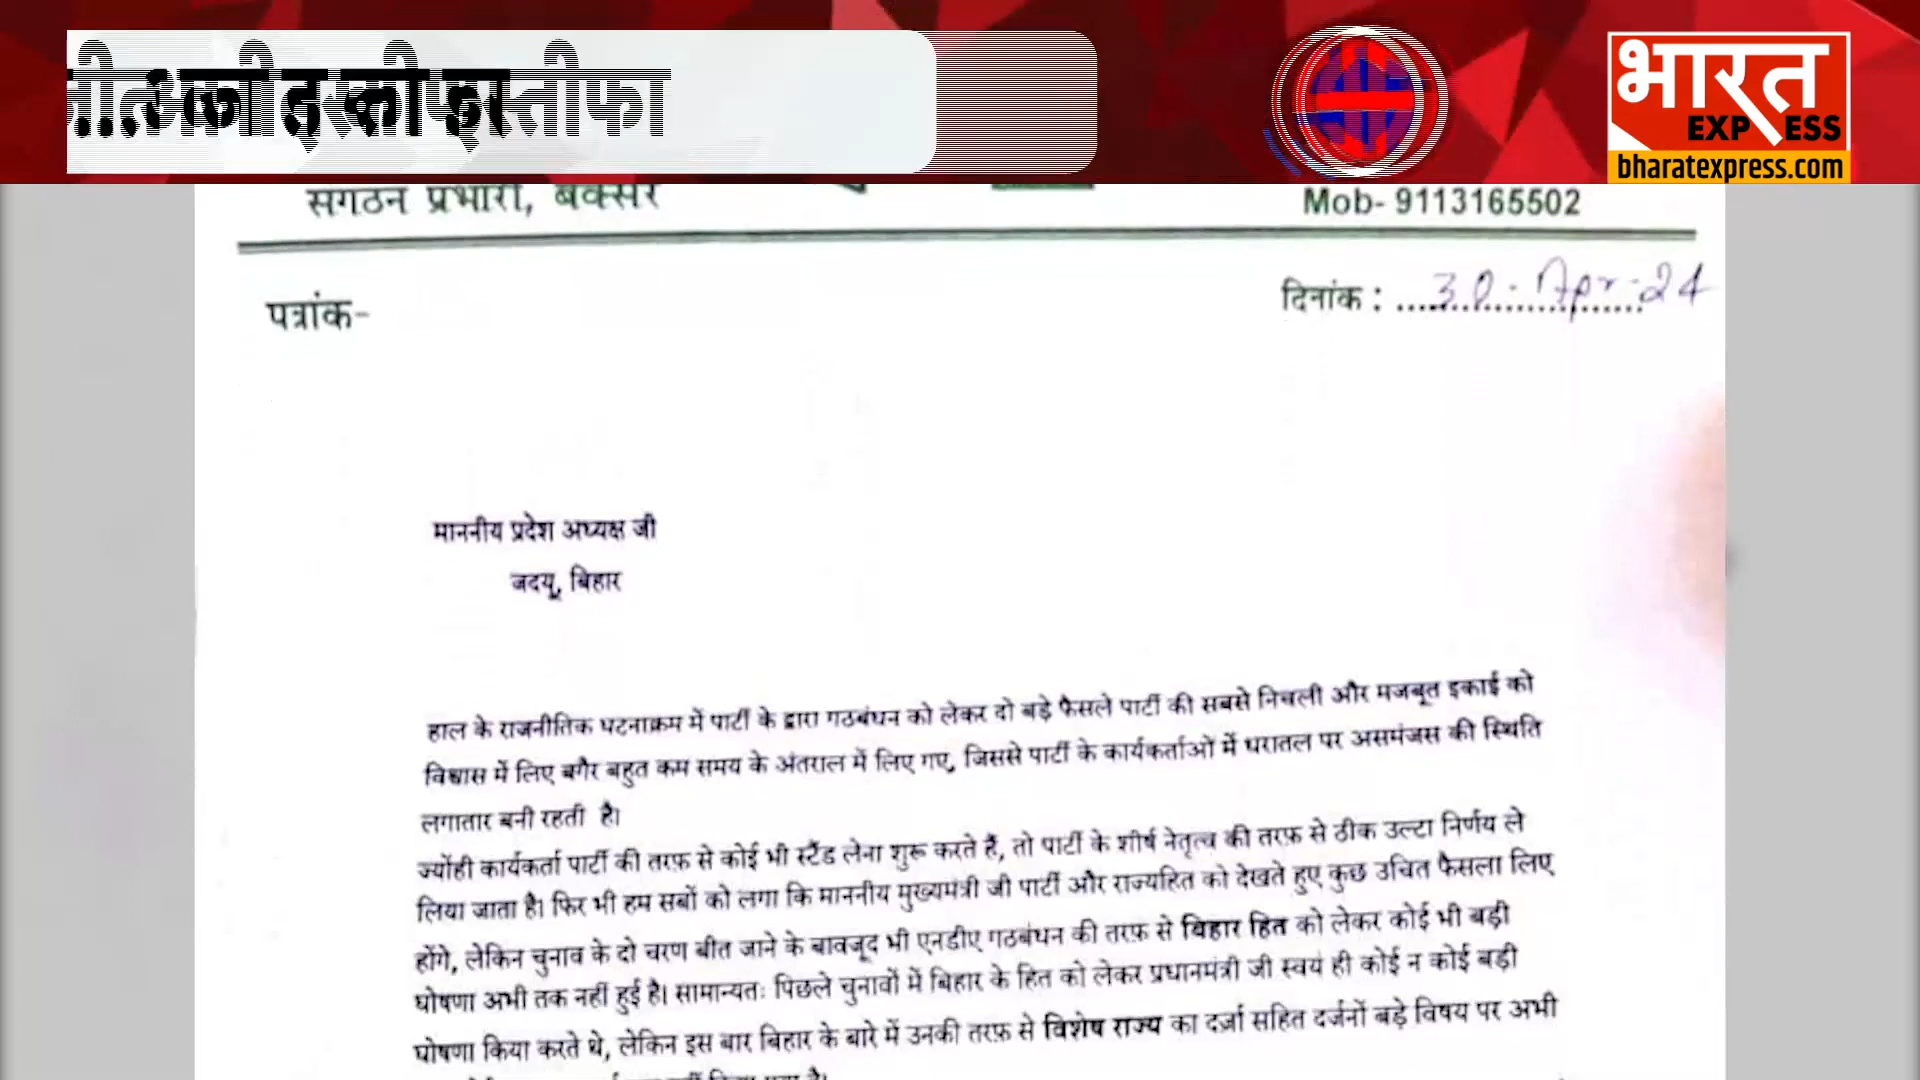 इस्तीफा
भारत
EXPRESS
bharatexpress.com
संगठन प्रभारी, बक्सर
Mob- 9113165502
पत्रांक-
दिनांक : 30-Apr-24
माननीय प्रदेश अध्यक्ष जी
जदयू, बिहार
हाल के राजनीतिक घटनाक्रम में पार्टी के द्वारा गठबंधन को लेकर दो बड़े फैसले पार्टी की सबसे निचली और मजबूत इकाई को
विश्वास में लिए बगैर बहुत कम समय के अंतराल में लिए गए, जिससे पार्टी के कार्यकर्ताओं में धरातल पर असमंजस की स्थिति
लगातार बनी रहती है।
ज्योंही कार्यकर्ता पार्टी की तरफ़ से कोई भी स्टैंड लेना शुरू करते हैं, तो पार्टी के शीर्ष नेतृत्व की तरफ़ से ठीक उल्टा निर्णय ले
लिया जाता है। फिर भी हम सबों को लगा कि माननीय मुख्यमंत्री जी पार्टी और राज्यहित को देखते हुए कुछ उचित फैसला लिए
होंगे, लेकिन चुनाव के दो चरण बीत जाने के बावजूद भी एनडीए गठबंधन की तरफ़ से बिहार हित को लेकर कोई भी बड़ी
घोषणा अभी तक नहीं हुई है। सामान्यतः पिछले चुनावों में बिहार के हित को लेकर प्रधानमंत्री जी स्वयं ही कोई न कोई बड़ी
घोषणा किया करते थे, लेकिन इस बार बिहार के बारे में उनकी तरफ़ से विशेष राज्य का दर्ज़ा सहित दर्जनों बड़े विषय पर अभी